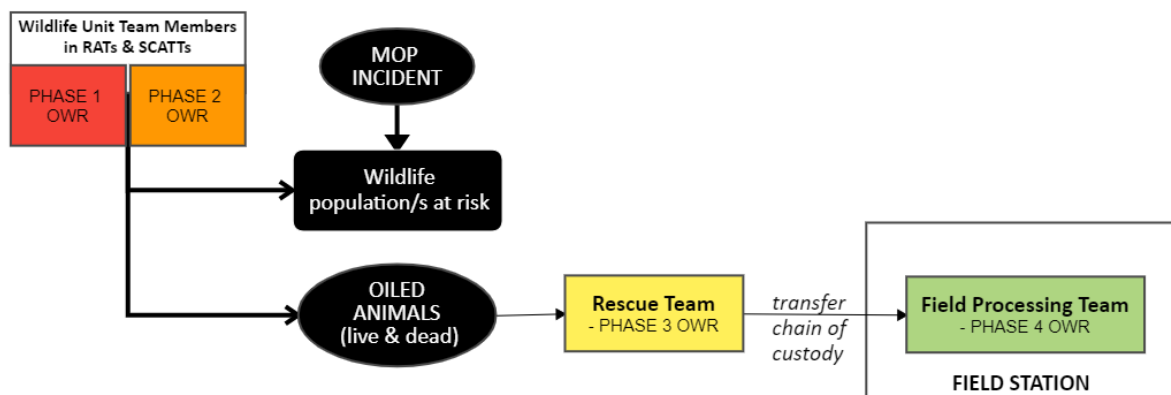 Wildlife Unit Team Members
in RATs & SCATTs
PHASE 1
OWR
PHASE 2
OWR
MOP
INCIDENT
Wildlife
population/s at risk
OILED
ANIMALS
(live & dead)
Rescue Team
- PHASE 3 OWR
transfer
chain of
custody
Field Processing Team
- PHASE 4 OWR
FIELD STATION